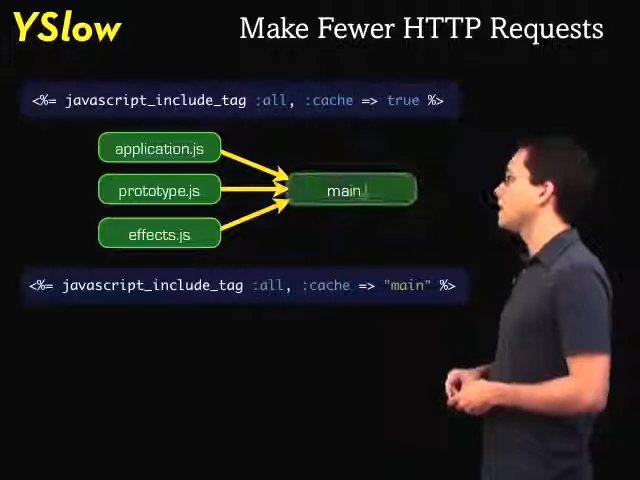 YSlow
Make Fewer HTTP Requests
<%= javascript_include_tag :all, :cache => true %>
application.js
prototype.js
main
effects.js
<%= javascript_include_tag :all, :cache => "main" %>